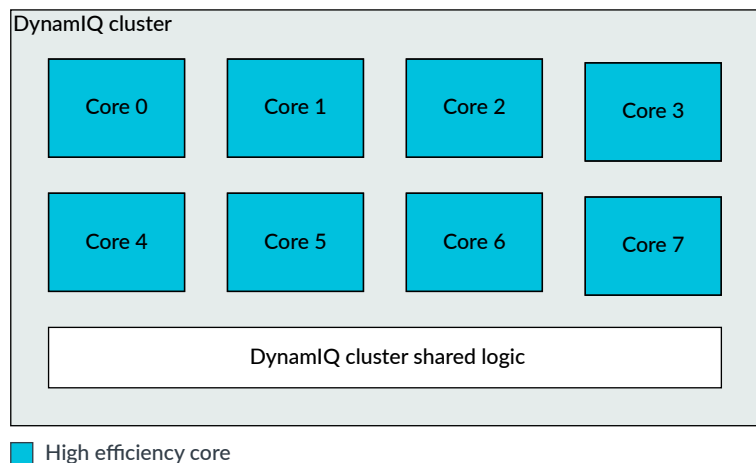 DynamIQ cluster
Core 0
Core 1
Core 2
Core 3
Core 4
Core 5
Core 6
Core 7
DynamIQ cluster shared logic
High efficiency core